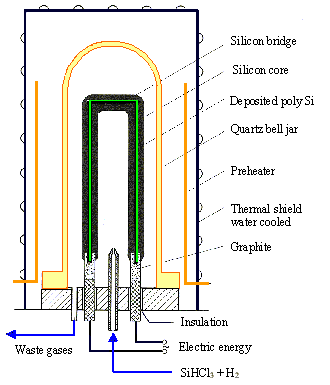 Silicon bridge
Silicon core
Deposited poly Si
Quartz bell jar
Preheater
Thermal shield
water cooled
Graphite
Insulation
Waste gases
Electric energy
SiHCl₃ + H₂